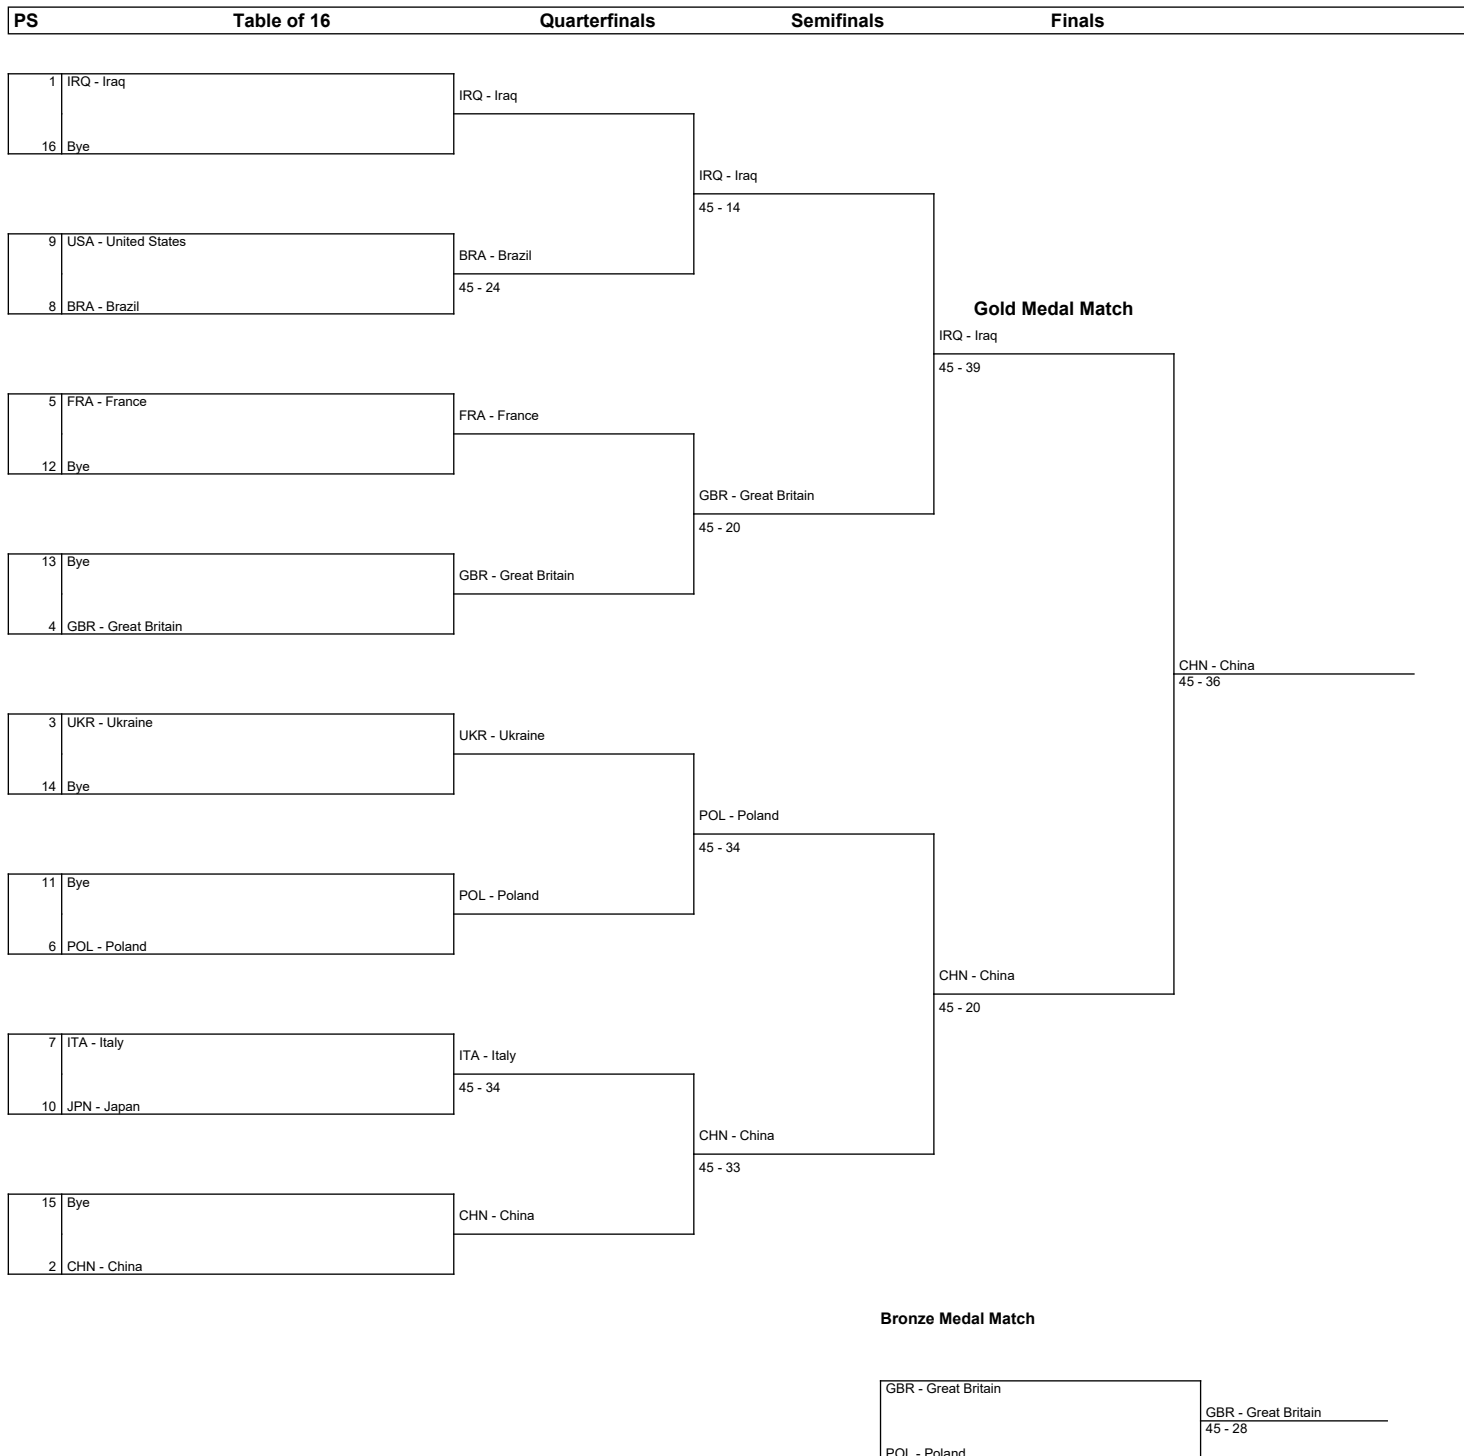 PS Table of 16 Quarterfinals Semifinals Finals
1 IRQ - Iraq
IRQ - Iraq
16 Bye
IRQ - Iraq
45 - 14
9 USA - United States
BRA - Brazil
45 - 24
8 BRA - Brazil
Gold Medal Match
IRQ - Iraq
45 - 39
5 FRA - France
FRA - France
12 Bye
GBR - Great Britain
45 - 20
13 Bye
GBR - Great Britain
4 GBR - Great Britain
CHN - China
45 - 36
3 UKR - Ukraine
UKR - Ukraine
14 Bye
POL - Poland
45 - 34
11 Bye
POL - Poland
6 POL - Poland
CHN - China
45 - 20
7 ITA - Italy
ITA - Italy
45 - 34
10 JPN - Japan
CHN - China
45 - 33
15 Bye
CHN - China
2 CHN - China
Bronze Medal Match
GBR - Great Britain
GBR - Great Britain
45 - 28
POL - Poland